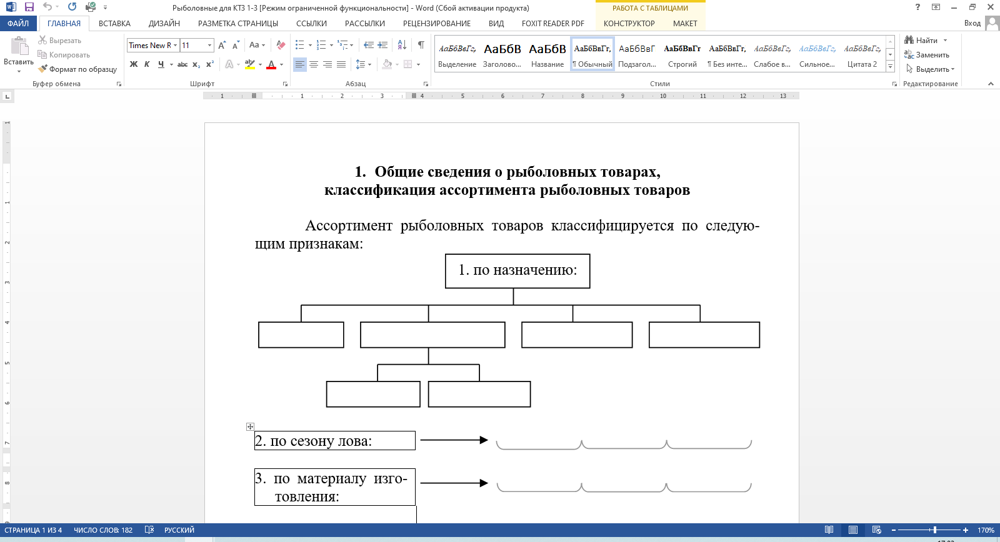 Рыболовные для КТЗ 1-3 [Режим ограниченной функциональности] - Word (Сбой активации продукта)
РАБОТА С ТАБЛИЦАМИ
ФАЙЛ ГЛАВНАЯ ВСТАВКА ДИЗАЙН РАЗМЕТКА СТРАНИЦЫ ССЫЛКИ РАССЫЛКИ РЕЦЕНЗИРОВАНИЕ ВИД FOXIT READER PDF КОНСТРУКТОР МАКЕТ Вход
Вставить
Вырезать
Копировать
Формат по образцу
Буфер обмена
Times New R 11
Ж К Ч abc x₂ x²
Шрифт
Абзац
АаБбВвГг, АаБбВ АаБбВ АаБбВвГг, АаБбВвГ АаБбВвГг АаБбВвГг, АаБбВвГг, АаБбВвГг, АаБбВвГг,
Выделение Заголово... Название ¶ Обычный Подзагол... Строгий ¶ Без инте... Слабое в... Сильное... Цитата 2
Стили
Найти
Заменить
Выделить
Редактирование
1 1 2 3 4 5 6 7 8 9 10 11 12 13
1. Общие сведения о рыболовных товарах,
классификация ассортимента рыболовных товаров
Ассортимент рыболовных товаров классифицируется по следую-
щим признакам:
1. по назначению:
2. по сезону лова:
3. по материалу изго-
товления:
СТРАНИЦА 1 ИЗ 4 ЧИСЛО СЛОВ: 182 РУССКИЙ 170%